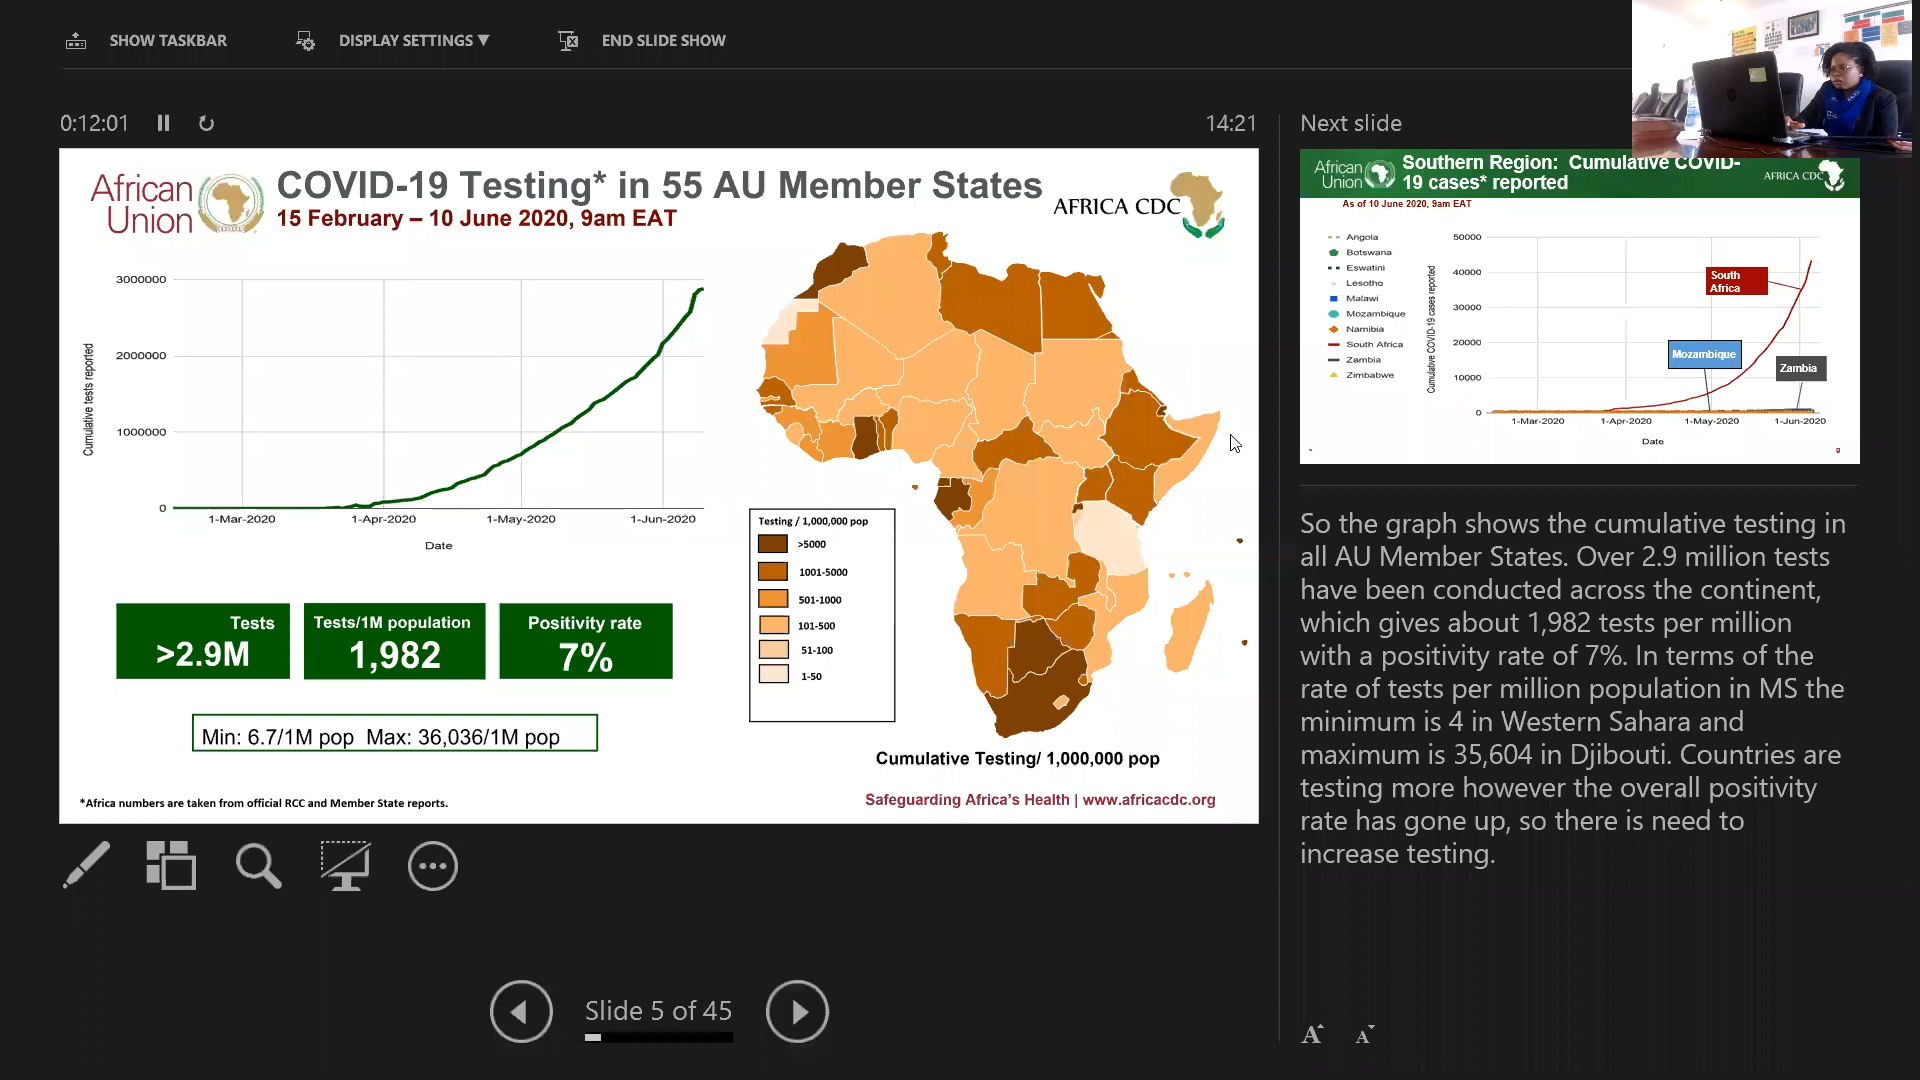 SHOW TASKBAR
DISPLAY SETTINGS ▼
END SLIDE SHOW
0:12:01
14:21
African
Union
COVID-19 Testing* in 55 AU Member States
15 February – 10 June 2020, 9am EAT
AFRICA CDC
Cumulative tests reported
3000000
2000000
1000000
0
1-Mar-2020
1-Apr-2020
1-May-2020
1-Jun-2020
Date
Tests
>2.9M
Tests/1M population
1,982
Positivity rate
7%
Min: 6.7/1M pop Max: 36,036/1M pop
Testing / 1,000,000 pop
>5000
1001-5000
501-1000
101-500
51-100
1-50
Cumulative Testing/ 1,000,000 pop
*Africa numbers are taken from official RCC and Member State reports.
Safeguarding Africa's Health | www.africacdc.org
Slide 5 of 45
Next slide
African
Union
Southern Region: Cumulative COVID-
19 cases* reported
AFRICA CDC
As of 10 June 2020, 9am EAT
Angola
Botswana
Eswatini
Lesotho
Malawi
Mozambique
Namibia
South Africa
Zambia
Zimbabwe
Cumulative COVID-19 cases reported
50000
40000
30000
20000
10000
0
South
Africa
Mozambique
Zambia
1-Mar-2020
1-Apr-2020
1-May-2020
1-Jun-2020
Date
So the graph shows the cumulative testing in
all AU Member States. Over 2.9 million tests
have been conducted across the continent,
which gives about 1,982 tests per million
with a positivity rate of 7%. In terms of the
rate of tests per million population in MS the
minimum is 4 in Western Sahara and
maximum is 35,604 in Djibouti. Countries are
testing more however the overall positivity
rate has gone up, so there is need to
increase testing.
A A